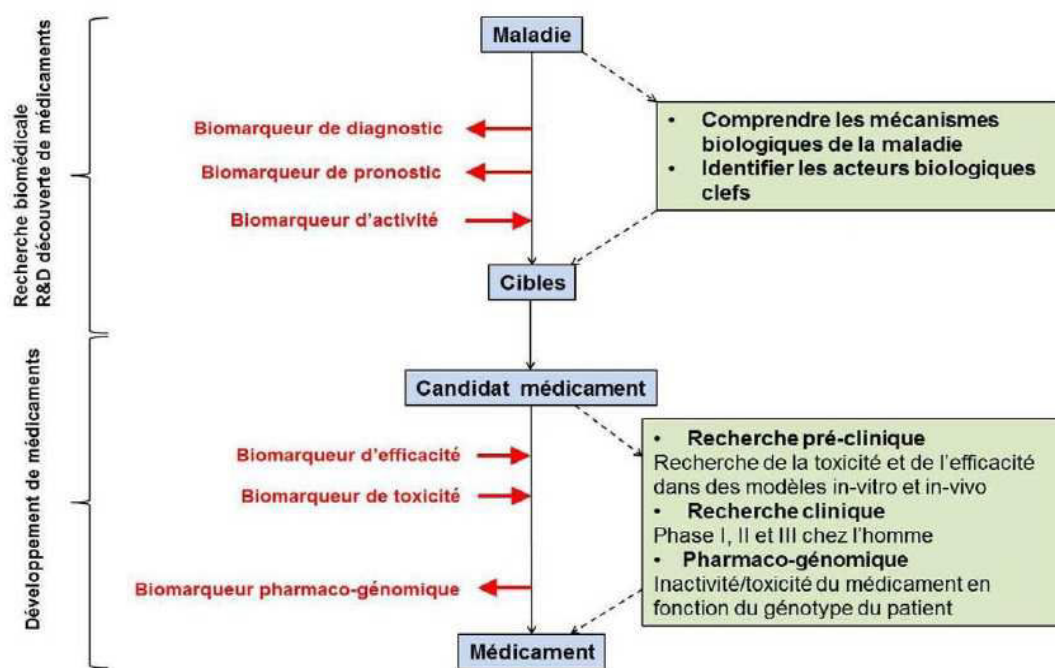 Maladie
Recherche biomédicale
R&D découverte de médicaments
Biomarqueur de diagnostic
Biomarqueur de pronostic
Biomarqueur d'activité
• Comprendre les mécanismes
biologiques de la maladie
• Identifier les acteurs biologiques
clefs
Cibles
Développement de médicaments
Candidat médicament
Biomarqueur d'efficacité
Biomarqueur de toxicité
Biomarqueur pharmaco-génomique
• Recherche pré-clinique
Recherche de la toxicité et de l'efficacité
dans des modèles in-vitro et in-vivo
• Recherche clinique
Phase I, II et III chez l'homme
• Pharmaco-génomique
Inactivité/toxicité du médicament en
fonction du génotype du patient
Médicament